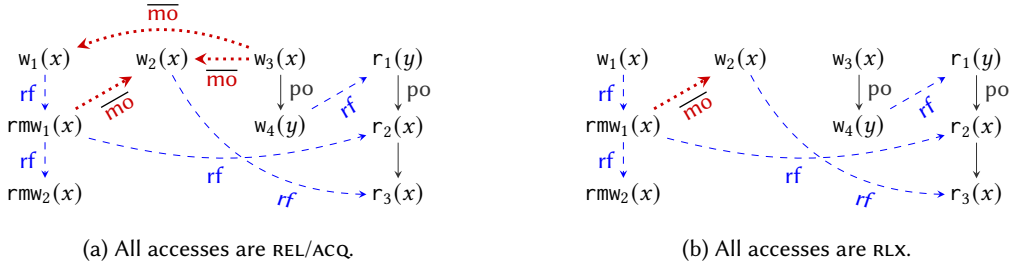 mo
w₁(x) w₂(x) w₃(x) r₁(y)
mo
rf mo po rf po
rmw₁(x) w₄(y) r₂(x)
rf rf rf
rmw₂(x) r₃(x)
(a) All accesses are REL/ACQ.
w₁(x) w₂(x) w₃(x) r₁(y)
rf mo po rf po
rmw₁(x) w₄(y) r₂(x)
rf rf rf
rmw₂(x) r₃(x)
(b) All accesses are RLX.